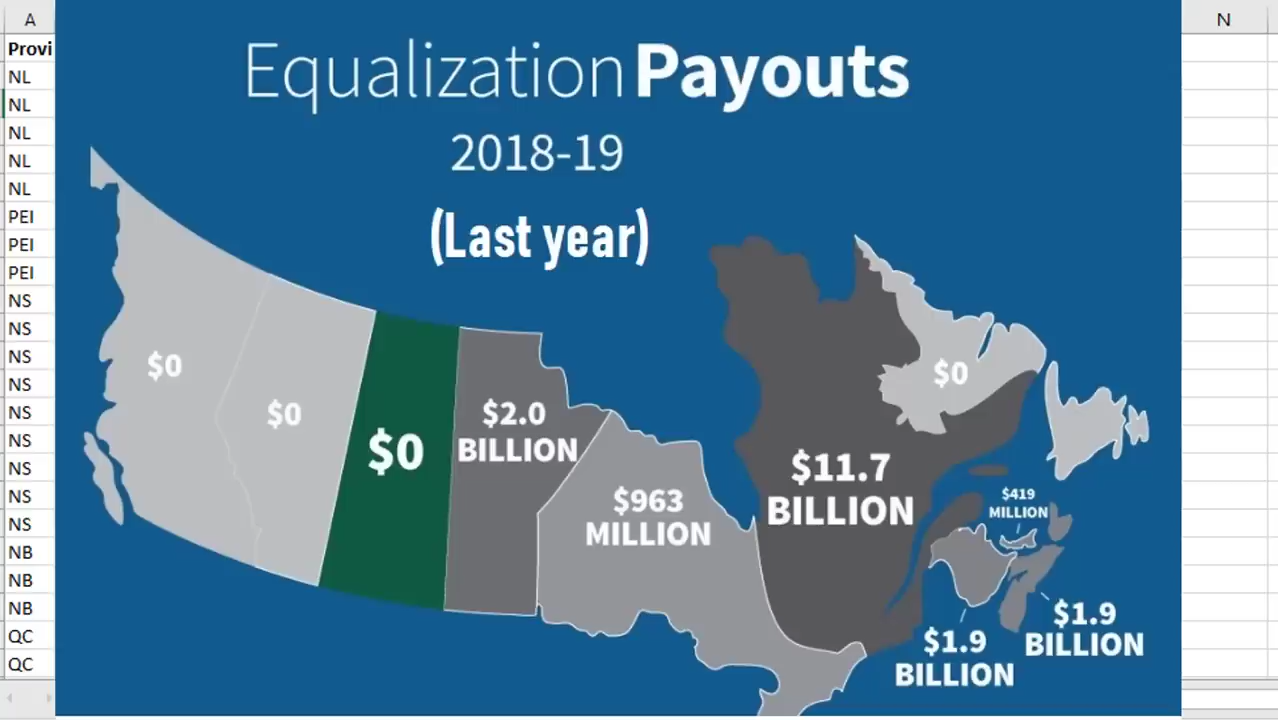 A
N
Provi
NL
NL
NL
NL
NL
PEI
PEI
PEI
NS
NS
NS
NS
NS
NS
NS
NS
NS
NB
NB
NB
QC
QC
Equalization Payouts
2018-19
(Last year)
$0
$0
$0
$2.0
BILLION
$963
MILLION
$11.7
BILLION
$0
$419
MILLION
$1.9
BILLION
$1.9
BILLION